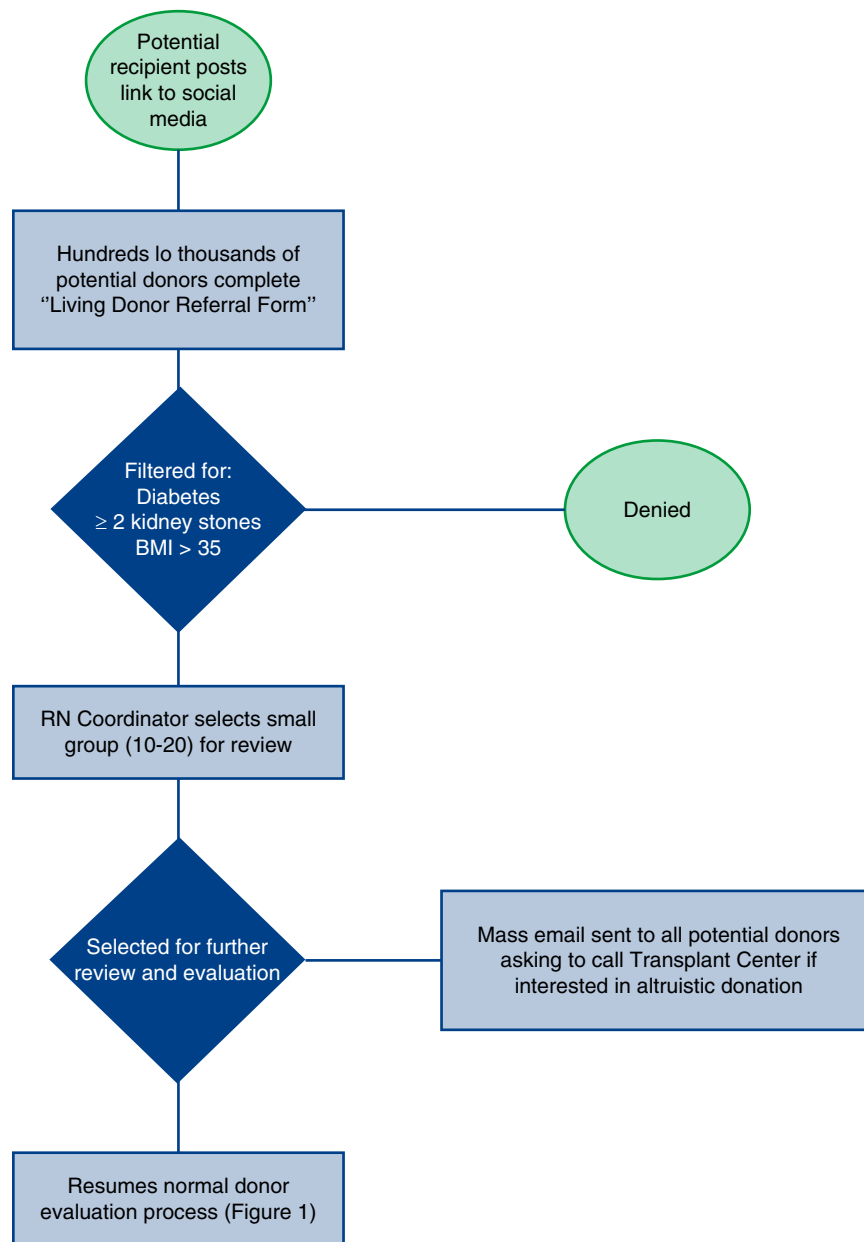 Potential
recipient posts
link to social
media
Hundreds lo thousands of
potential donors complete
‘‘Living Donor Referral Form’’
Filtered for:
Diabetes
≥ 2 kidney stones
BMI > 35
Denied
RN Coordinator selects small
group (10-20) for review
Selected for further
review and evaluation
Mass email sent to all potential donors
asking to call Transplant Center if
interested in altruistic donation
Resumes normal donor
evaluation process (Figure 1)